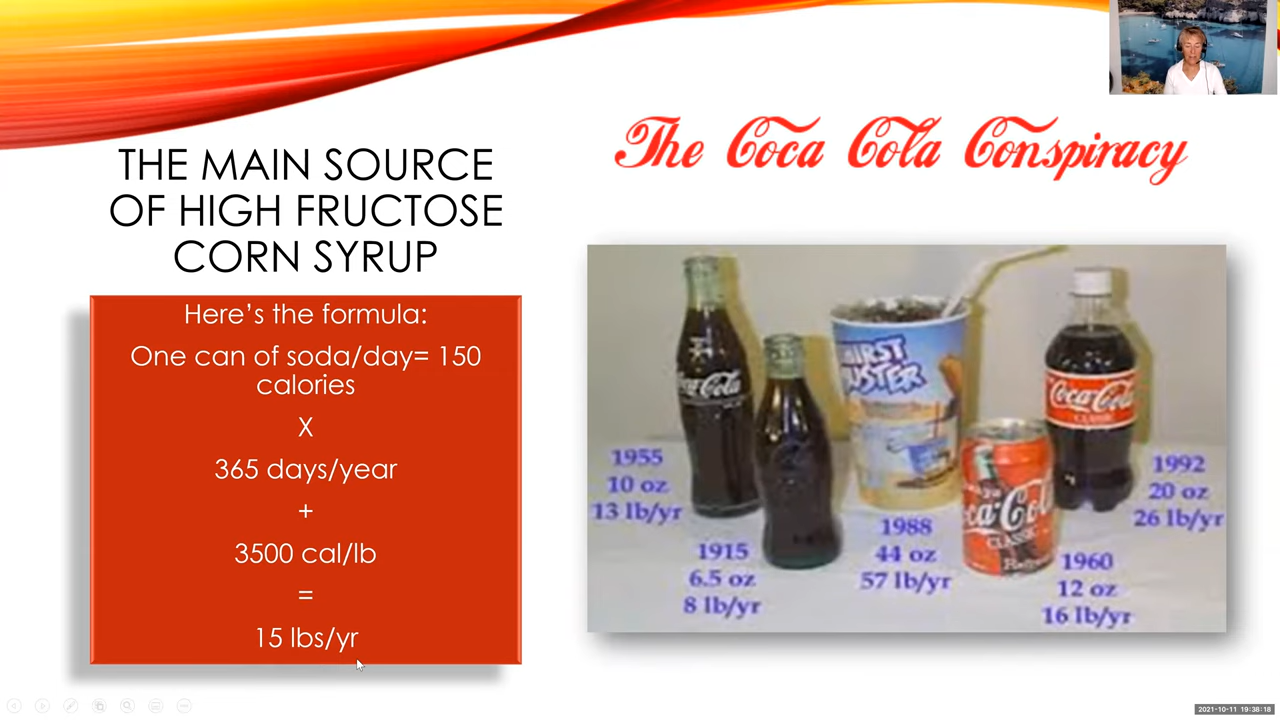 THE MAIN SOURCE
OF HIGH FRUCTOSE
CORN SYRUP
Here's the formula:
One can of soda/day= 150
calories
X
365 days/year
+
3500 cal/lb
=
15 lbs/yr
The Coca Cola Conspiracy
Coca-Cola
THIRST
BUSTER
Coca-Cola
CLASSIC
Coca-Cola
CLASSIC
1955
10 oz
13 lb/yr
1915
6.5 oz
8 lb/yr
1988
44 oz
57 lb/yr
1960
12 oz
16 lb/yr
1992
20 oz
26 lb/yr
2021-10-11 19:38:18